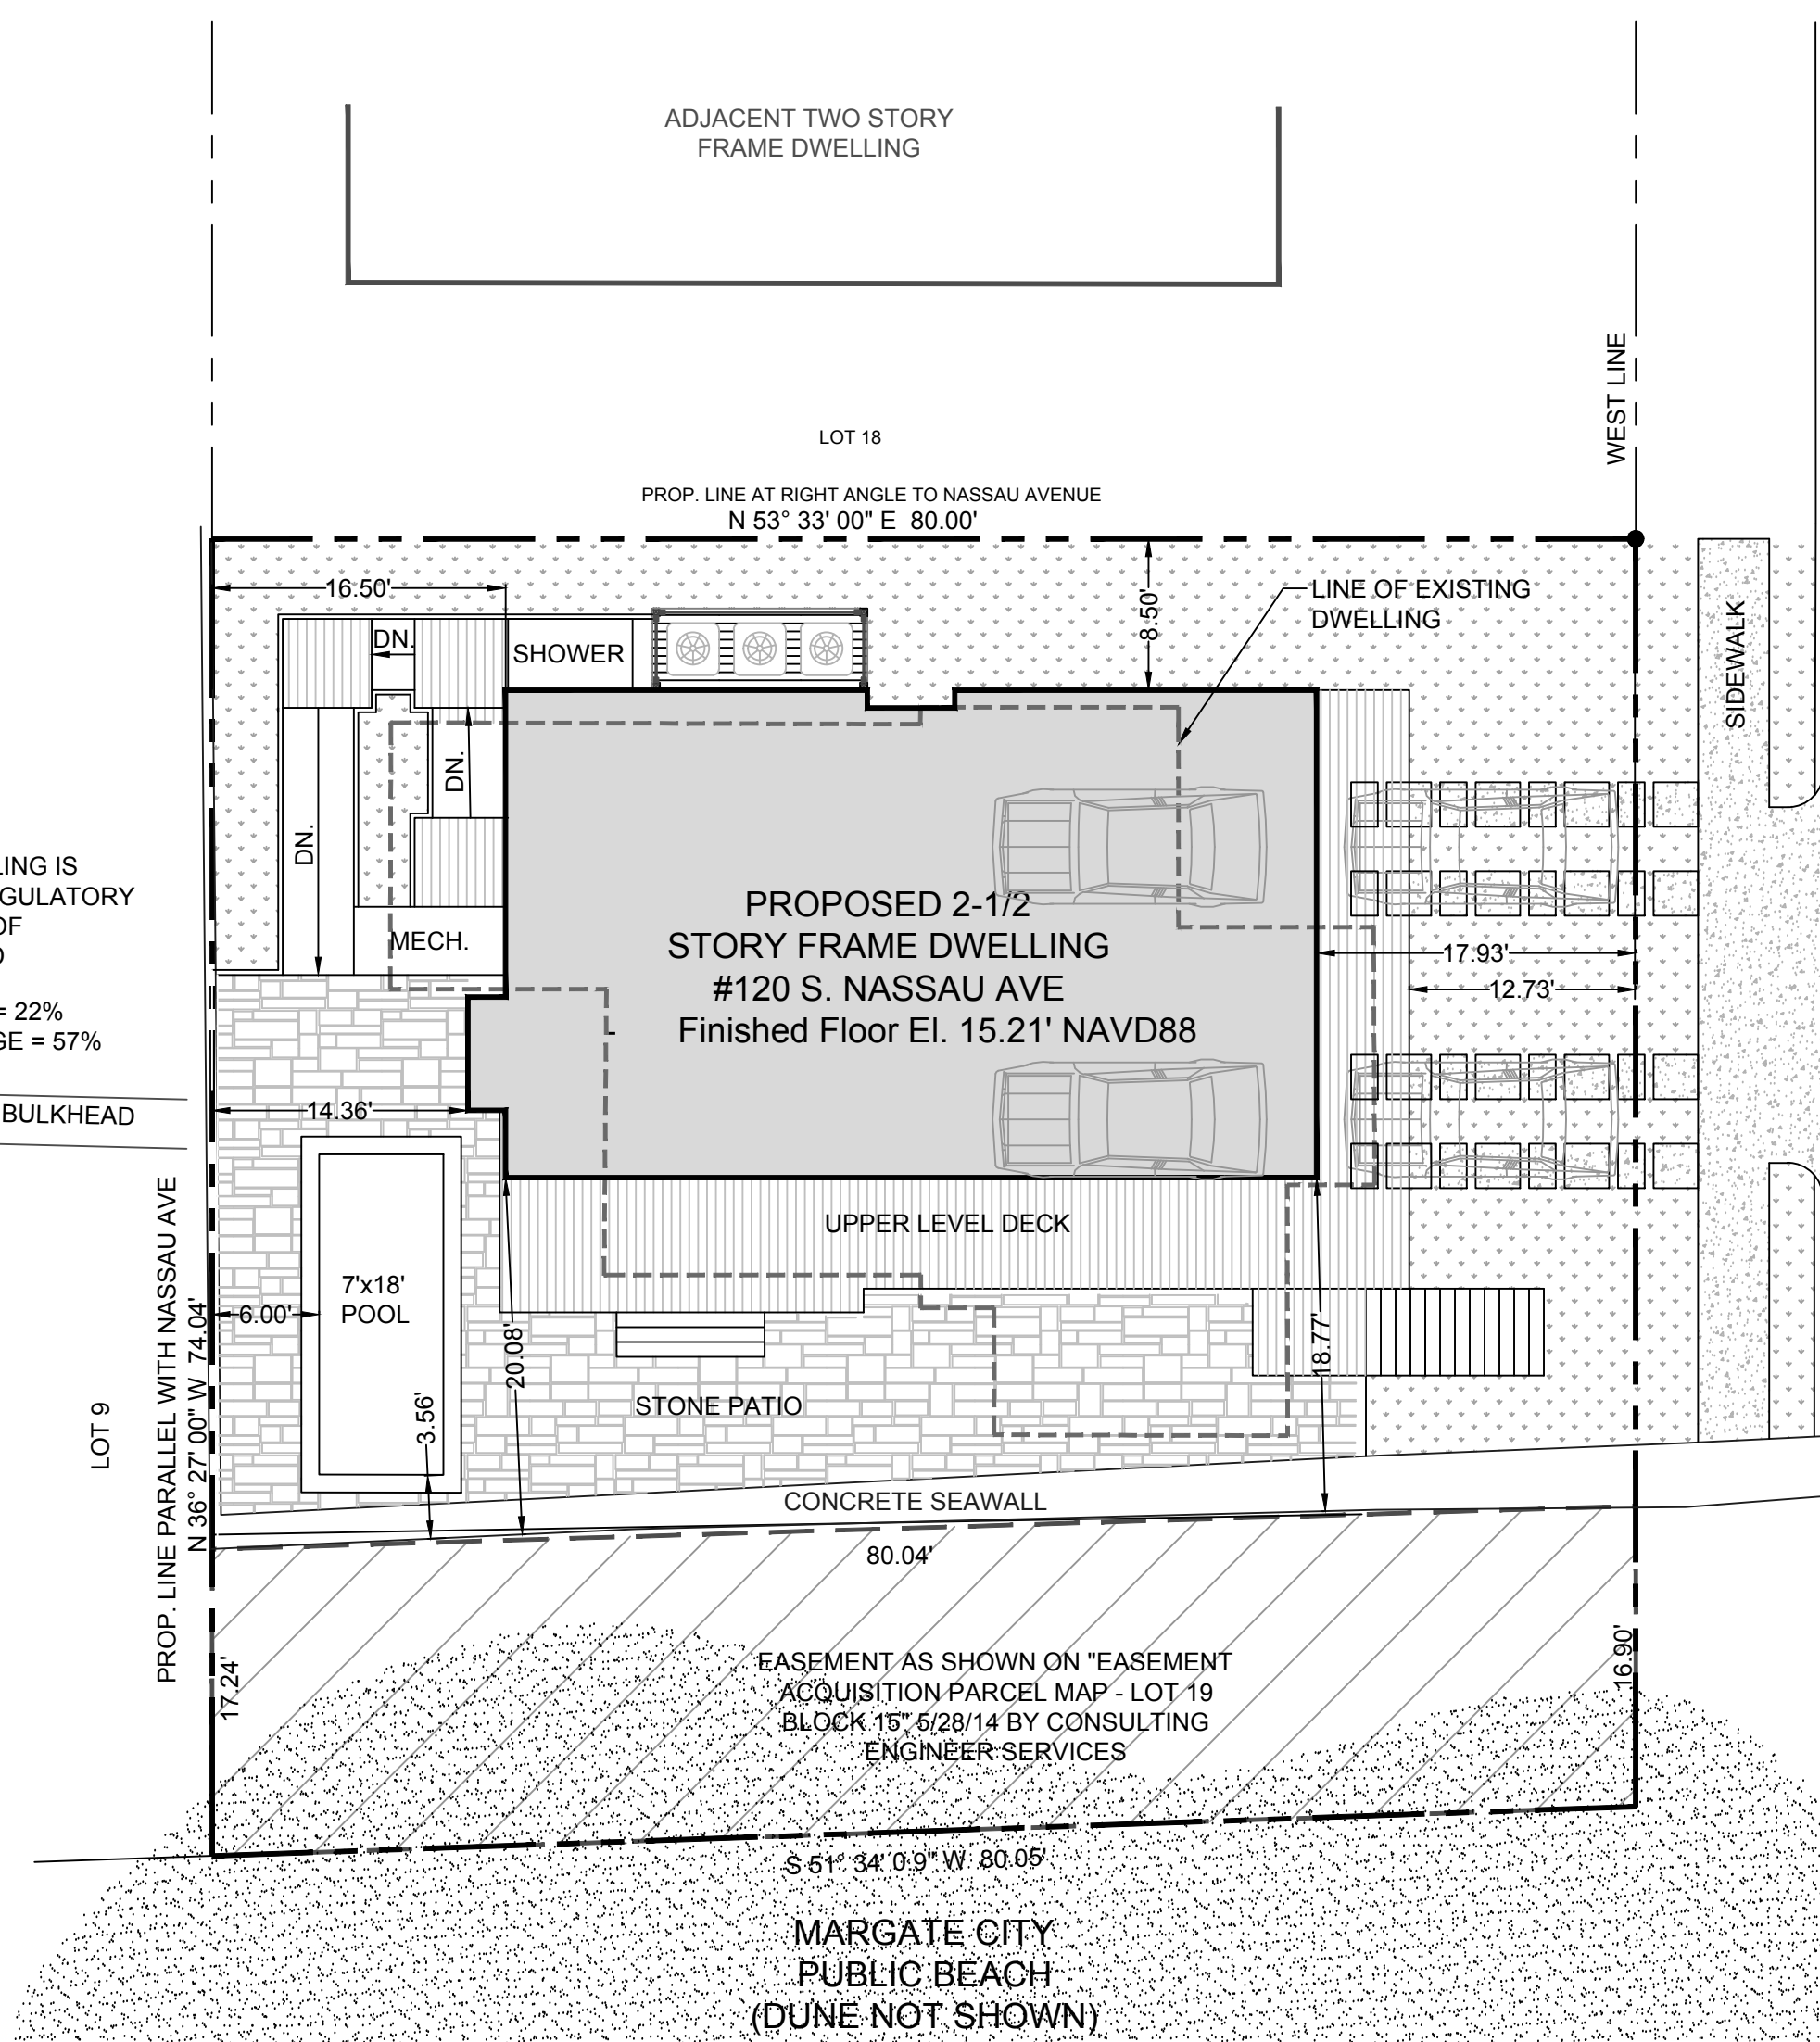 ADJACENT TWO STORY
FRAME DWELLING
WEST LINE
LOT 18
PROP. LINE AT RIGHT ANGLE TO NASSAU AVENUE
N 53° 33' 00" E 80.00'
16.50'
8.50'
LINE OF EXISTING
DWELLING
SIDEWALK
DN.
SHOWER
DN.
DN.
MECH.
LING IS
GULATORY
OF
= 22%
GE = 57%
BULKHEAD
PROPOSED 2-1/2
STORY FRAME DWELLING
#120 S. NASSAU AVE
Finished Floor El. 15.21' NAVD88
17.93'
12.73'
14.36'
UPPER LEVEL DECK
7'x18'
POOL
6.00'
20.08'
18.77'
3.56'
STONE PATIO
LOT 9
PROP. LINE PARALLEL WITH NASSAU AVE
N 36° 27' 00" W 74.04'
CONCRETE SEAWALL
80.04'
17.24'
16.90'
EASEMENT AS SHOWN ON "EASEMENT
ACQUISITION PARCEL MAP - LOT 19
BLOCK 15" 5/28/14 BY CONSULTING
ENGINEER SERVICES
S 51° 34' 0.9" W 80.05'
MARGATE CITY
PUBLIC BEACH
(DUNE NOT SHOWN)